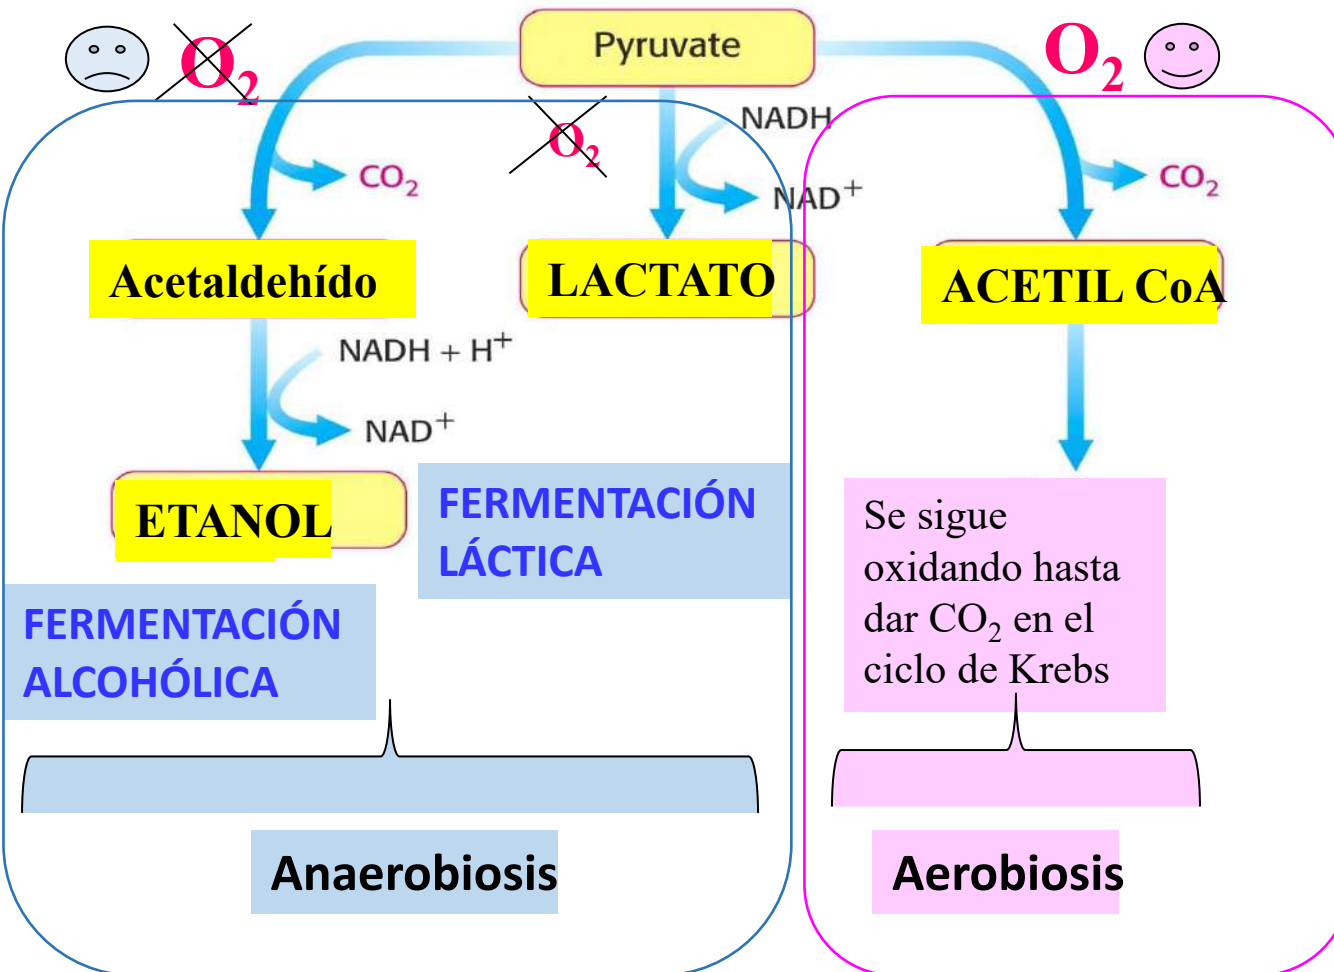 Pyruvate
O₂
O₂
O₂
NADH
NAD⁺
CO₂
CO₂
Acetaldehído
LACTATO
ACETIL CoA
NADH + H⁺
NAD⁺
ETANOL
FERMENTACIÓN
LÁCTICA
Se sigue
oxidando hasta
dar CO₂ en el
ciclo de Krebs
FERMENTACIÓN
ALCOHÓLICA
Anaerobiosis
Aerobiosis